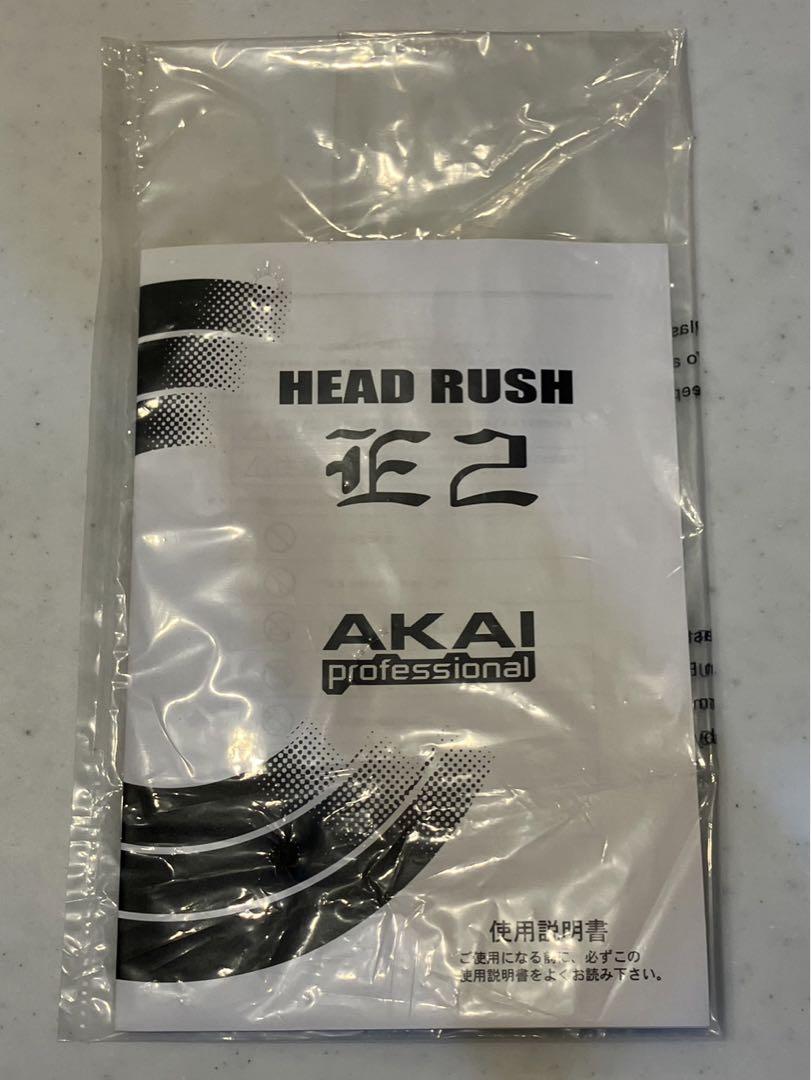 HEAD RUSH
E2
AKAI
professional
使用説明書
ご使用になる前に、必ずこの
使用説明書をよくお読み下さい。